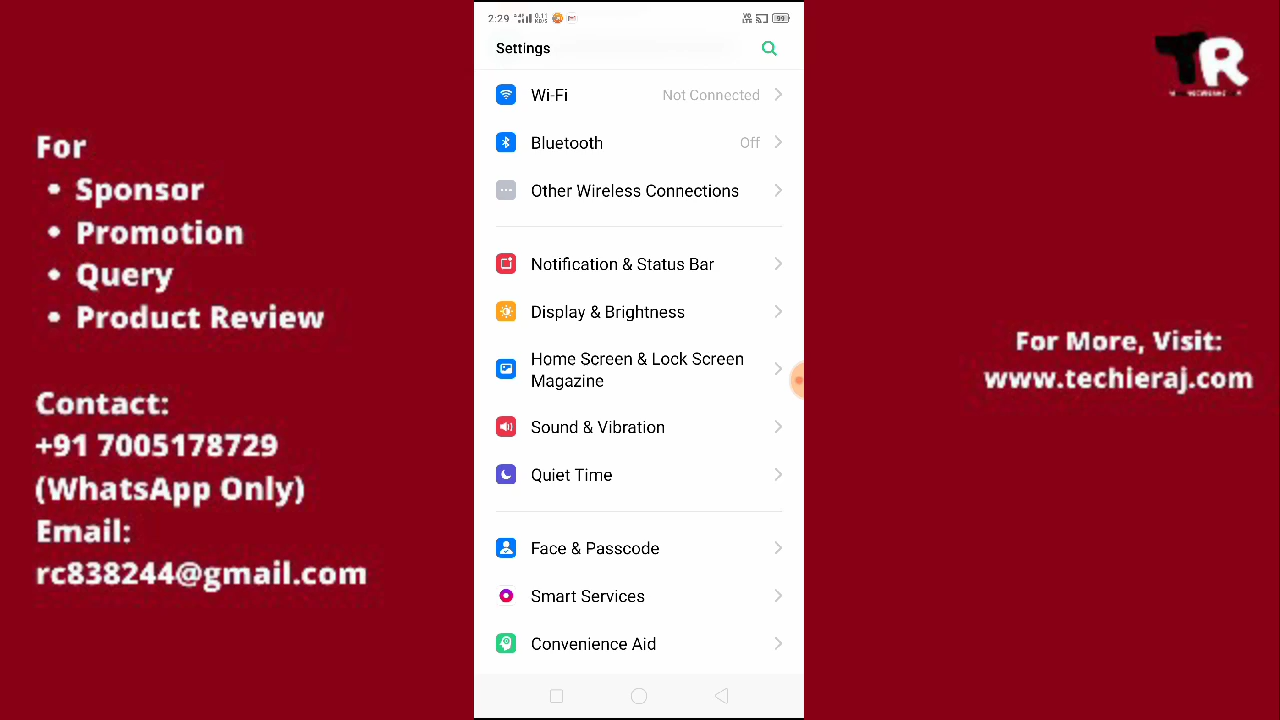 For
• Sponsor
• Promotion
• Query
• Product Review
Contact:
+91 7005178729
(WhatsApp Only)
Email:
rc838244@gmail.com
2:29
Settings
Wi-Fi Not Connected
Bluetooth Off
Other Wireless Connections
Notification & Status Bar
Display & Brightness
Home Screen & Lock Screen
Magazine
Sound & Vibration
Quiet Time
Face & Passcode
Smart Services
Convenience Aid
TR
For More, Visit:
www.techieraj.com